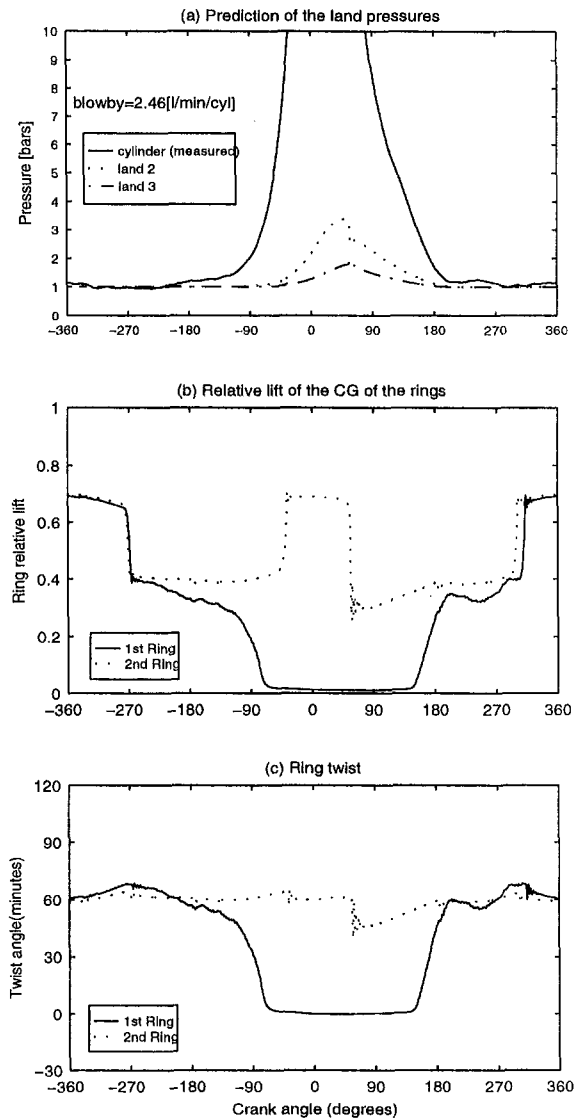 (a) Prediction of the land pressures
10
9
8
7
6
5
4
3
2
1
0
Pressure [bars]
blowby=2.46[l/min/cyl]
cylinder (measured)
land 2
land 3
−360 −270 −180 −90 0 90 180 270 360
(b) Relative lift of the CG of the rings
1
0.8
0.6
0.4
0.2
0
Ring relative lift
1st Ring
2nd Ring
−360 −270 −180 −90 0 90 180 270 360
(c) Ring twist
120
90
60
30
0
−30
Twist angle(minutes)
1st Ring
2nd Ring
−360 −270 −180 −90 0 90 180 270 360
Crank angle (degrees)